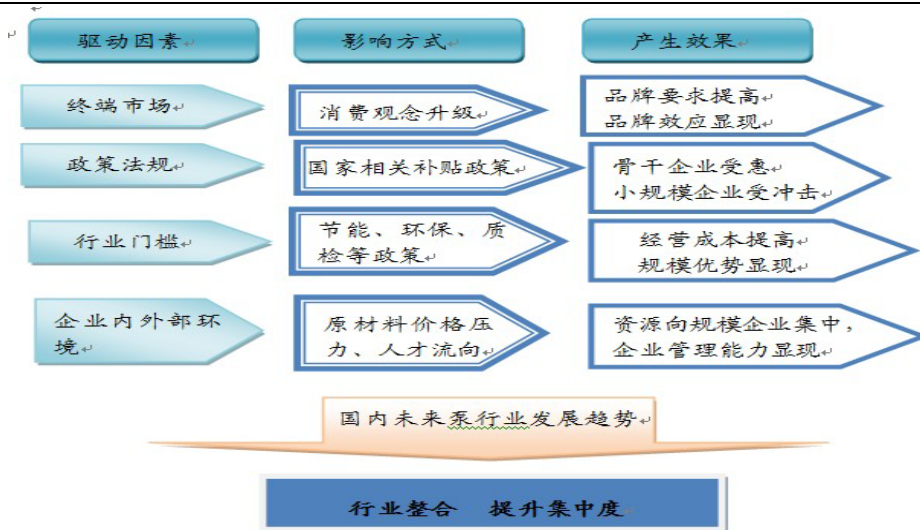 驱动因素
影响方式
产生效果
终端市场
消费观念升级
品牌要求提高
品牌效应显现
政策法规
国家相关补贴政策
骨干企业受惠
小规模企业受冲击
行业门槛
节能、环保、质
检等政策
经营成本提高
规模优势显现
企业内外部环
境
原材料价格压
力、人才流向
资源向规模企业集中，
企业管理能力显现
国内未来泵行业发展趋势
行业整合 提升集中度